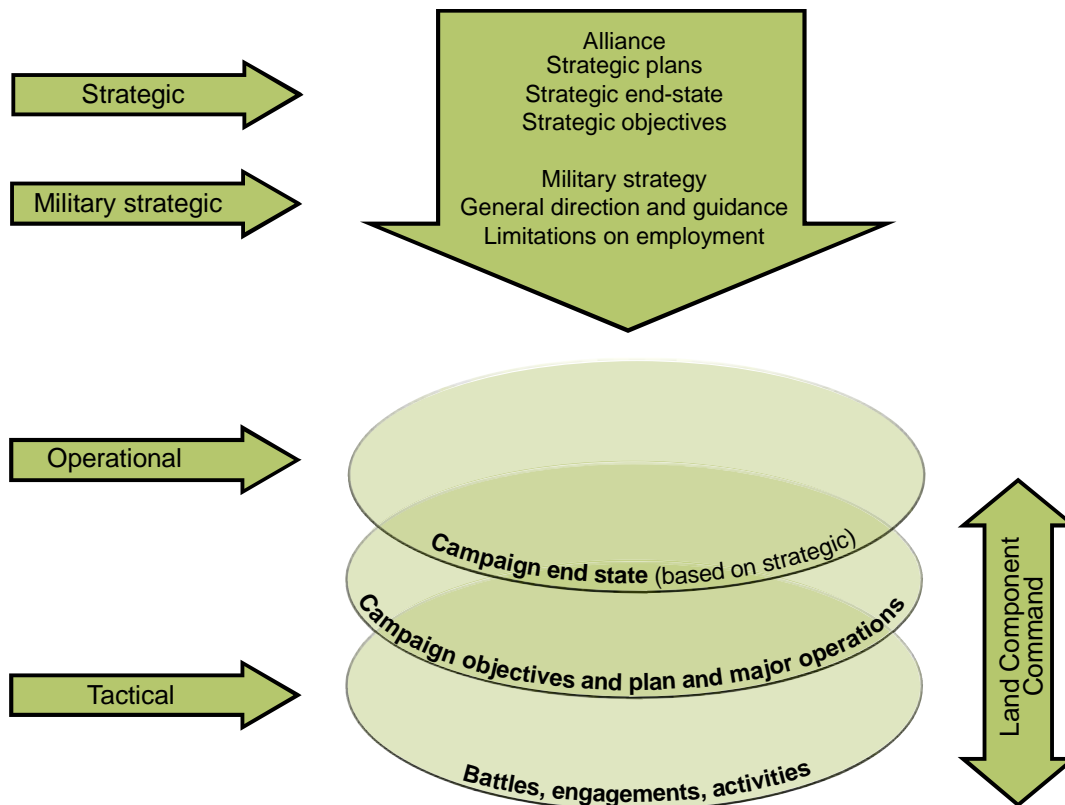 Alliance
Strategic plans
Strategic end-state
Strategic objectives
Strategic
Military strategy
General direction and guidance
Limitations on employment
Military strategic
Operational
Campaign end state (based on strategic)
Campaign objectives and plan and major operations
Tactical
Battles, engagements, activities
Land Component
Command